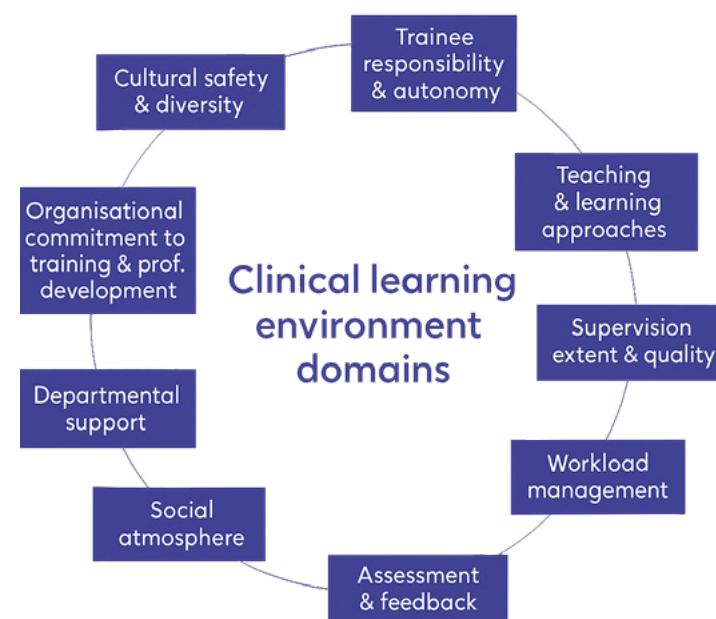 Clinical learning
environment
domains
Trainee
responsibility
& autonomy
Teaching
& learning
approaches
Supervision
extent & quality
Workload
management
Assessment
& feedback
Social
atmosphere
Departmental
support
Organisational
commitment to
training & prof.
development
Cultural safety
& diversity